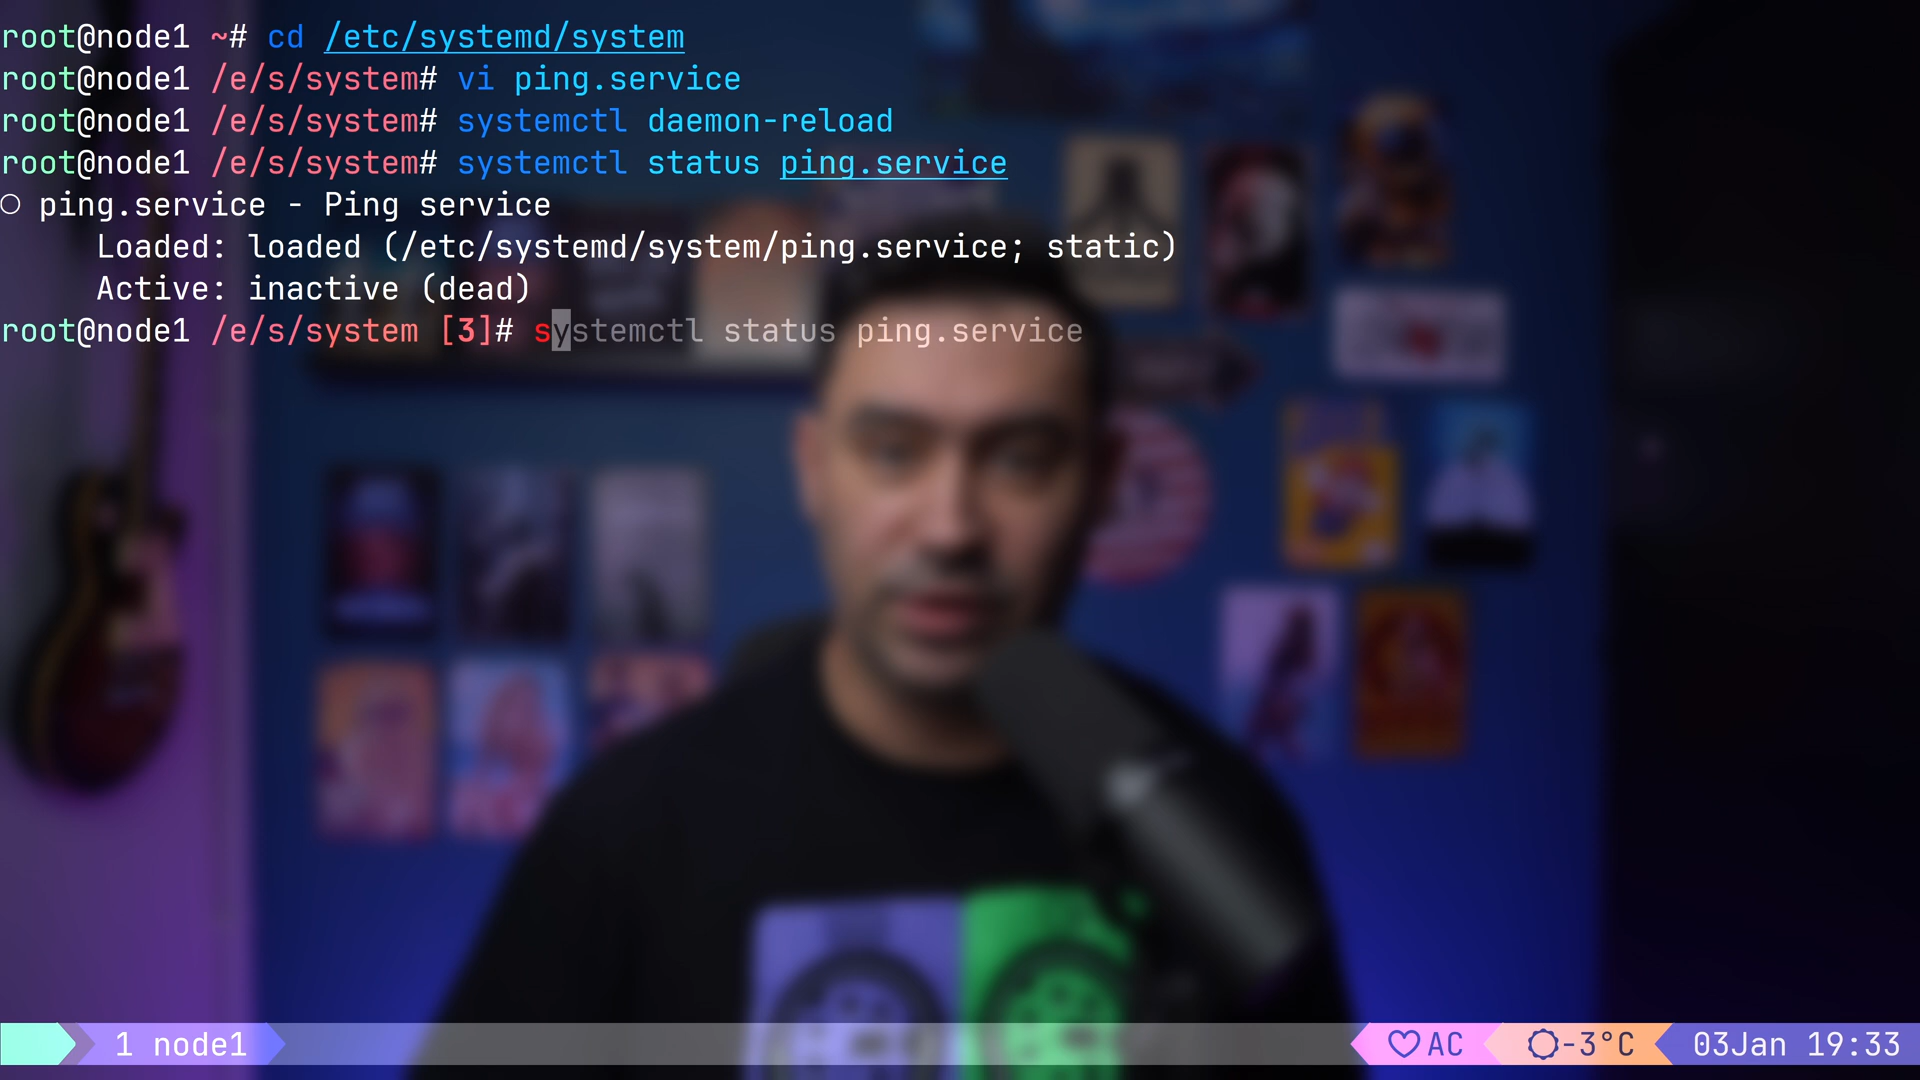 root@node1 ~# cd /etc/systemd/system
root@node1 /e/s/system# vi ping.service
root@node1 /e/s/system# systemctl daemon-reload
root@node1 /e/s/system# systemctl status ping.service
○ ping.service - Ping service
Loaded: loaded (/etc/systemd/system/ping.service; static)
Active: inactive (dead)
root@node1 /e/s/system [3]# systemctl status ping.service
1 node1
AC
-3°C
03Jan 19:33